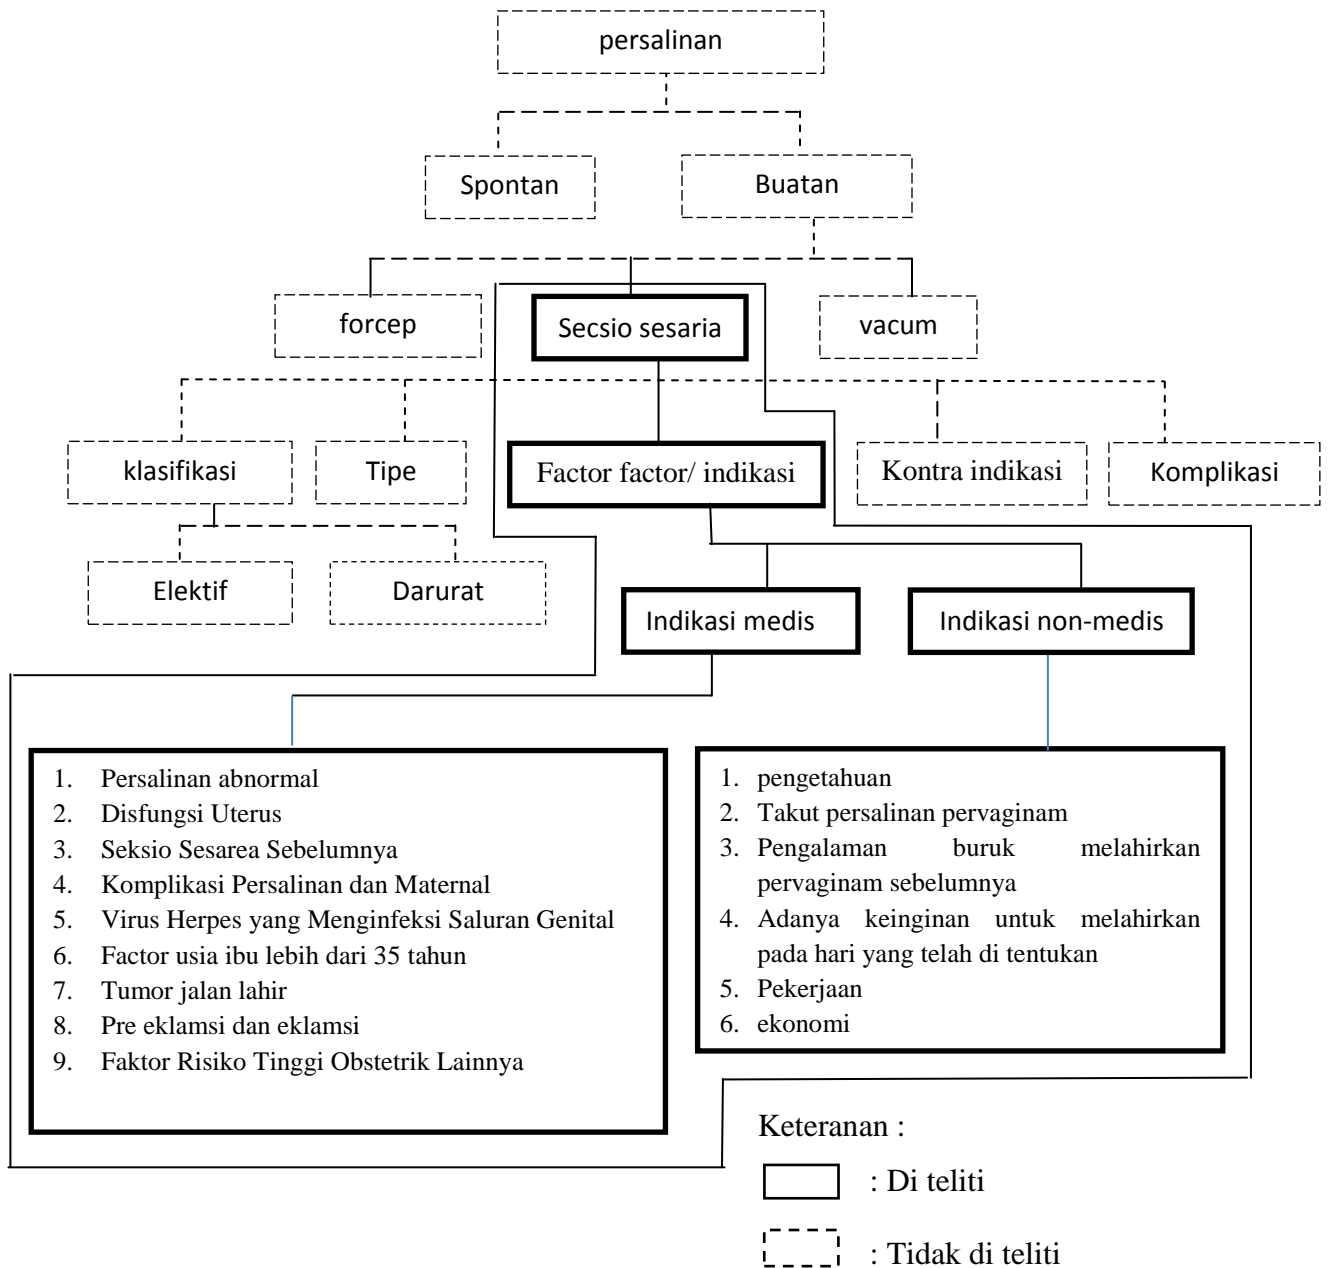 persalinan
Spontan
Buatan
forcep
Secsio sesaria
vacum
klasifikasi
Tipe
Factor factor/ indikasi
Kontra indikasi
Komplikasi
Elektif
Darurat
Indikasi medis
Indikasi non-medis
1. Persalinan abnormal
2. Disfungsi Uterus
3. Seksio Sesarea Sebelumnya
4. Komplikasi Persalinan dan Maternal
5. Virus Herpes yang Menginfeksi Saluran Genital
6. Factor usia ibu lebih dari 35 tahun
7. Tumor jalan lahir
8. Pre eklamsi dan eklamsi
9. Faktor Risiko Tinggi Obstetrik Lainnya
1. pengetahuan
2. Takut persalinan pervaginam
3. Pengalaman buruk melahirkan
pervaginam sebelumnya
4. Adanya keinginan untuk melahirkan
pada hari yang telah di tentukan
5. Pekerjaan
6. ekonomi
Keteranan :
: Di teliti
: Tidak di teliti